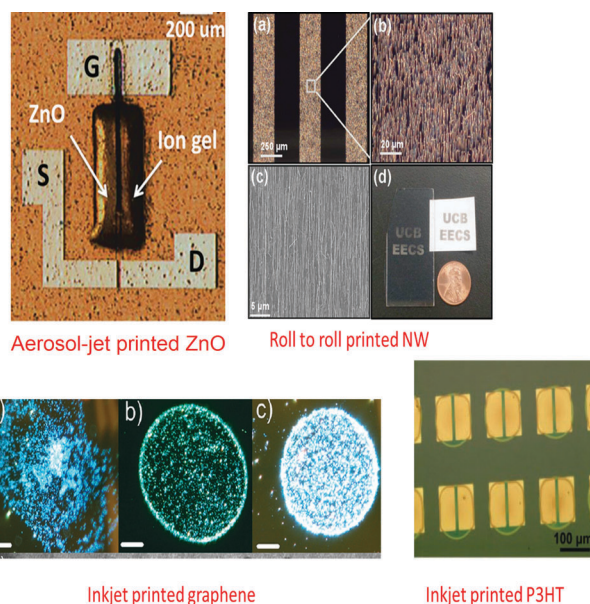 200 um
G
ZnO
Ion gel
S
D
Aerosol-jet printed ZnO
(a)
250 µm
(b)
20 µm
(c)
5 µm
(d)
UCB
EECS
UCB
EECS
Roll to roll printed NW
)
b)
c)
Inkjet printed graphene
100 µm
Inkjet printed P3HT